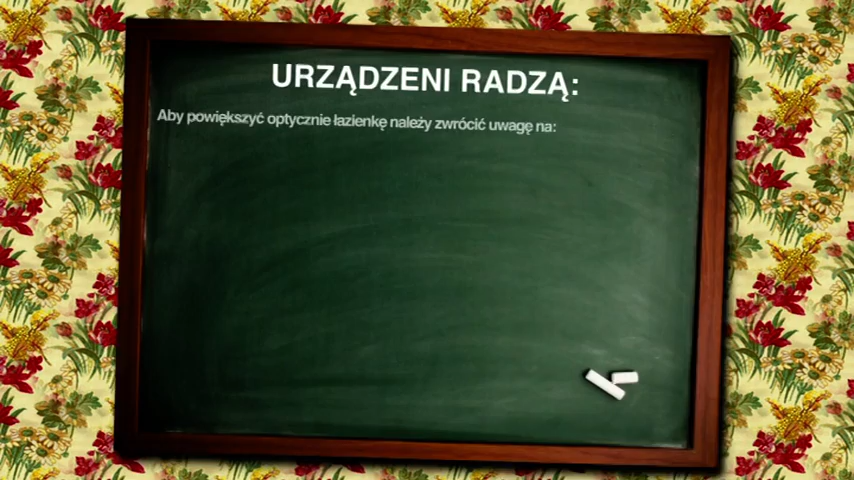 URZĄDZENI RADZĄ:
Aby powiększyć optycznie łazienkę należy zwrócić uwagę na: